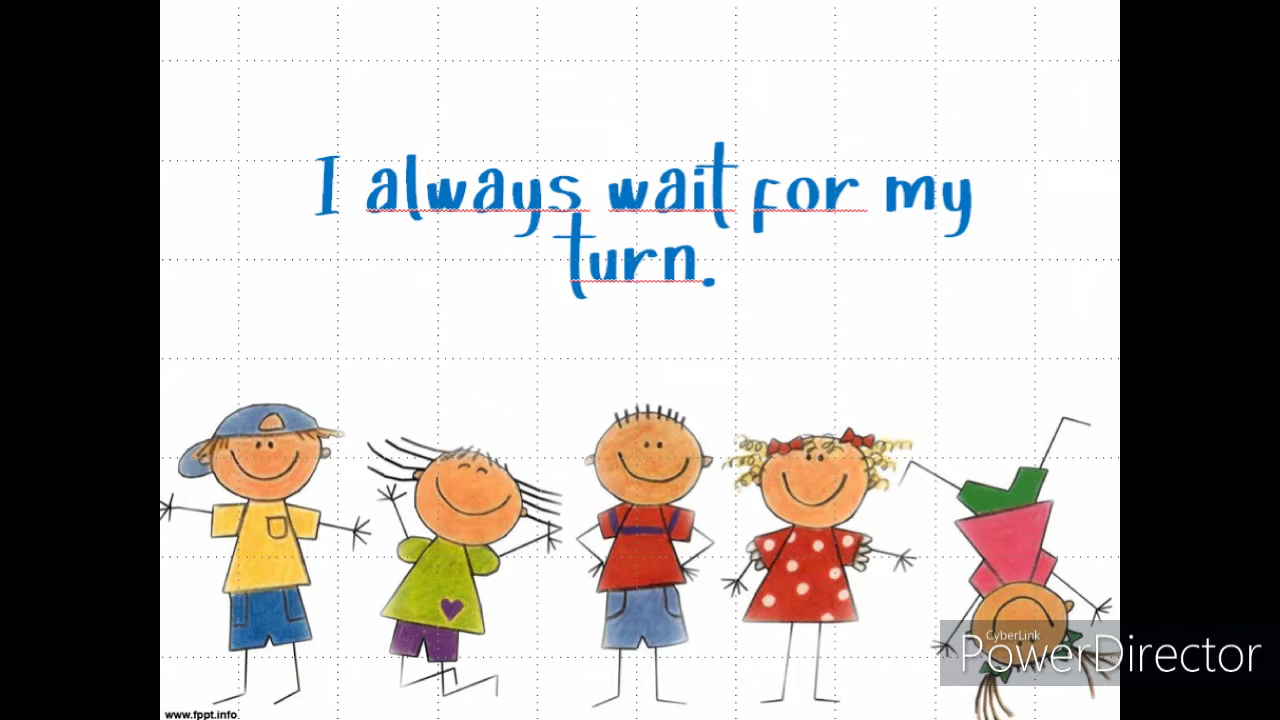 I always wait for my
turn.
CyberLink
PowerDirector
www.fppt.info